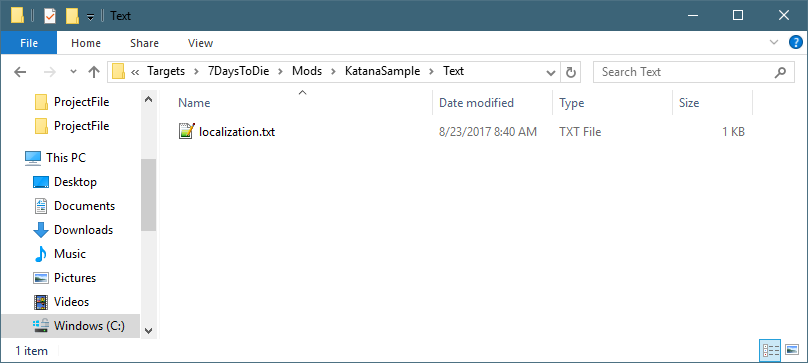 Text
File Home Share View
« Targets > 7DaysToDie > Mods > KatanaSample > Text
Search Text
Name Date modified Type Size
localization.txt 8/23/2017 8:40 AM TXT File 1 KB
ProjectFile
ProjectFile
This PC
Desktop
Documents
Downloads
Music
Pictures
Videos
Windows (C:)
1 item